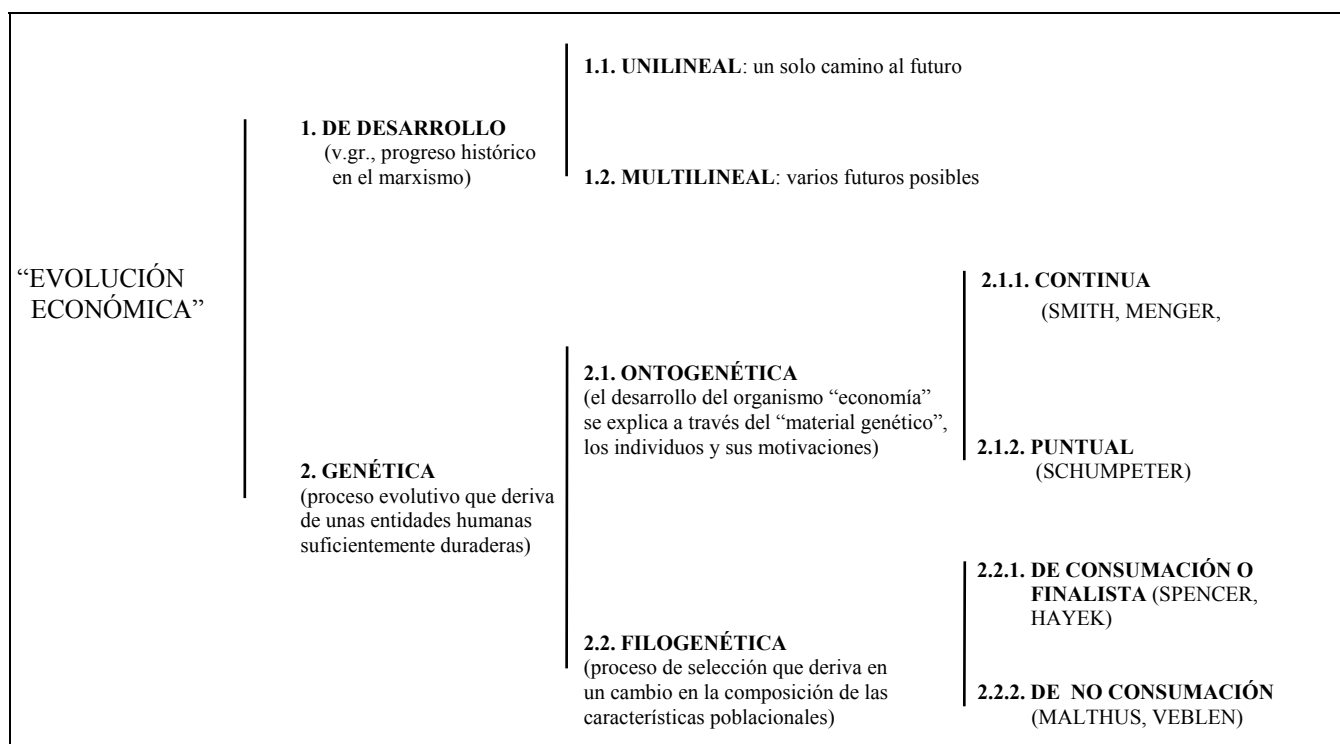 “EVOLUCIÓN
ECONÓMICA”
1. DE DESARROLLO
(v.gr., progreso histórico
en el marxismo)
1.1. UNILINEAL: un solo camino al futuro
1.2. MULTILINEAL: varios futuros posibles
2. GENÉTICA
(proceso evolutivo que deriva
de unas entidades humanas
suficientemente duraderas)
2.1. ONTOGENÉTICA
(el desarrollo del organismo “economía”
se explica a través del “material genético”,
los individuos y sus motivaciones)
2.1.1. CONTINUA
(SMITH, MENGER,
2.1.2. PUNTUAL
(SCHUMPETER)
2.2. FILOGENÉTICA
(proceso de selección que deriva en
un cambio en la composición de las
características poblacionales)
2.2.1. DE CONSUMACIÓN O
FINALISTA (SPENCER,
HAYEK)
2.2.2. DE NO CONSUMACIÓN
(MALTHUS, VEBLEN)